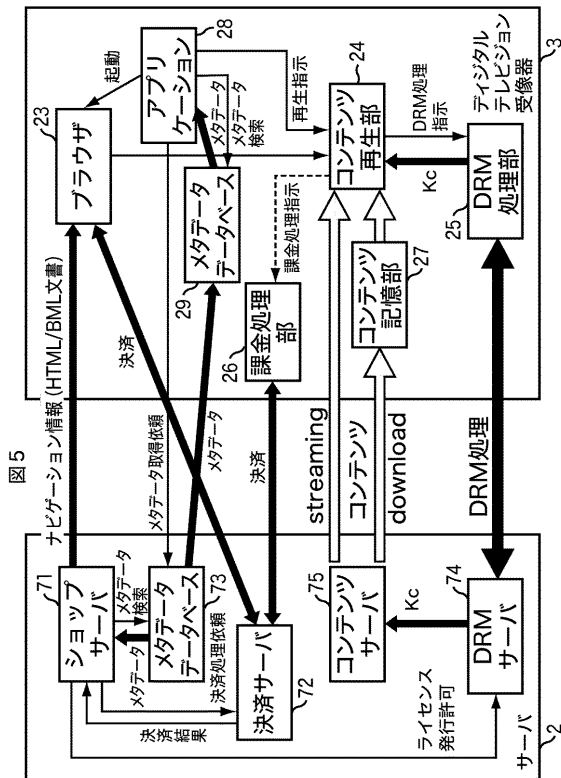 図5
サーバ
2
ショップ
サーバ
71
メタデータ
検索
メタデータ
メタデータ
データベース
73
決済処理依頼
決済
結果
決済サーバ
72
コンテンツサーバ
75
Kc
DRM
サーバ
74
ライセンス
発行許可
ナビゲーション情報(HTML/BML文書)
決済
メタデータ取得依頼
メタデータ
決済
streaming
コンテンツ
download
DRM処理
ブラウザ
23
起動
アプリ
ケーション
28
メタデータ
メタデータ
検索
メタデータ
データベース
29
再生指示
課金処理
部
26
課金処理指示
コンテンツ
再生部
24
コンテンツ
記憶部
27
DRM処理
指示
Kc
DRM
処理部
25
ディジタル
テレビジョン
受像器
3